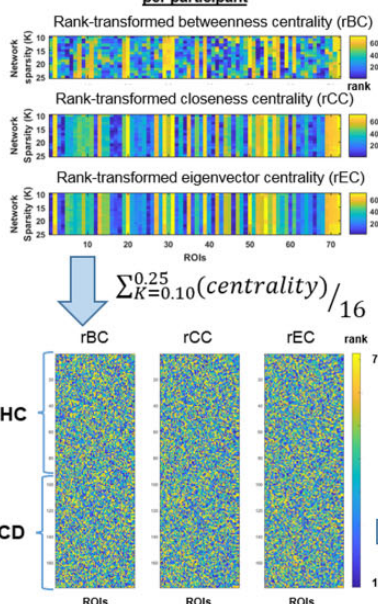 per participant
Rank-transformed betweenness centrality (rBC)
Network
Sparsity (K)
10
15
20
25
60
40
20
rank
Rank-transformed closeness centrality (rCC)
Network
Sparsity (K)
10
15
20
25
60
40
20
Rank-transformed eigenvector centrality (rEC)
Network
Sparsity (K)
10
15
20
25
60
40
20
10 20 30 40 50 60 70
ROIs
∑K=0.10 0.25 (centrality)/16
rBC rCC rEC rank
HC
CD
7
1
ROIs ROIs ROIs